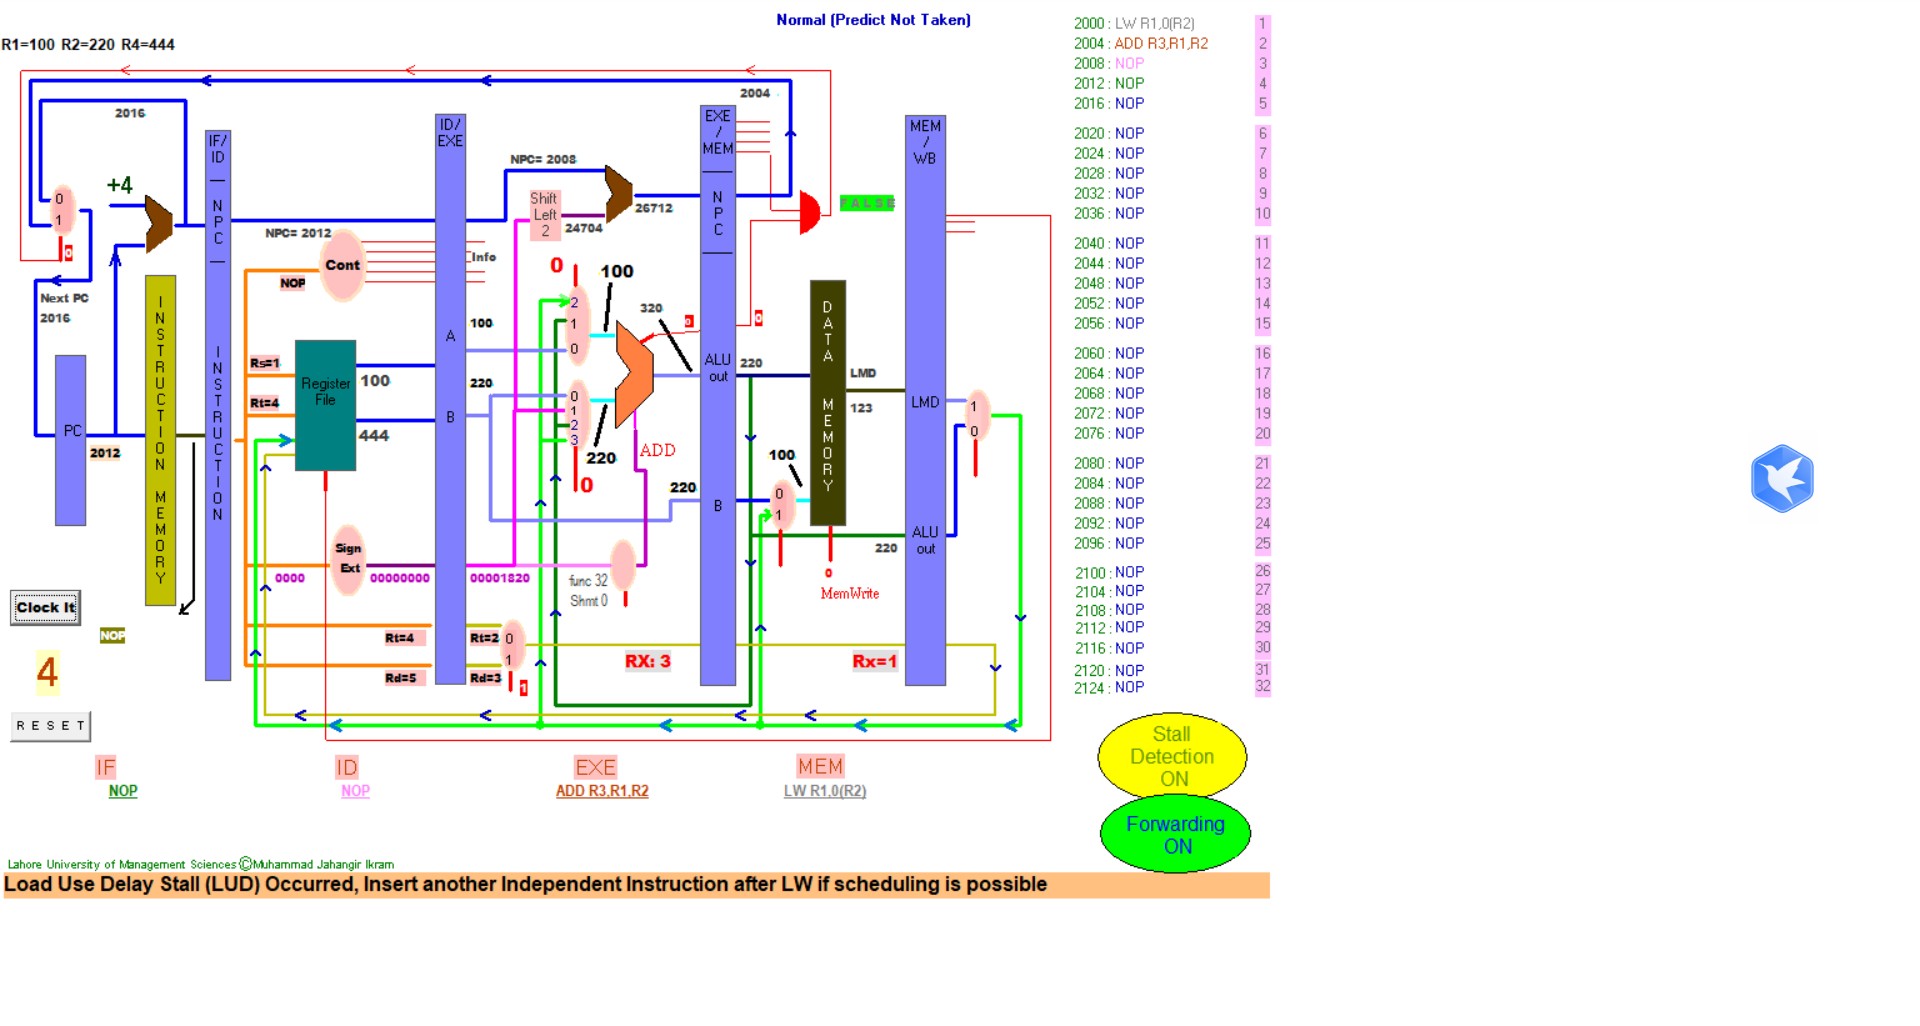 Normal (Predict Not Taken)
R1=100 R2=220 R4=444
2004
2016
+4
0
1
0
Next PC
2016
PC
2012
INSTRUCTION MEMORY
IF/
ID
NPC
INSTRUCTION
NPC= 2012
Cont
NOP
Info
Rs=1
Rt=4
Register
File
100
444
Sign
Ext
0000
00000000
00001820
Rt=4
Rd=5
ID/
EXE
A
B
100
220
Rt=2
Rd=3
0
1
1
NPC= 2008
Shift
Left
2
24704
26712
0
100
2
1
0
0
1
2
3
220
0
320
0
0
ADD
func 32
Shmt 0
220
RX: 3
EXE
/
MEM
NPC
ALU
out
B
FALSE
220
DATA MEMORY
LMD
123
100
0
1
220
0
MemWrite
Rx=1
MEM
/
WB
LMD
ALU
out
1
0
Clock It
NOP
4
RESET
IF
NOP
ID
NOP
EXE
ADD R3,R1,R2
MEM
LW R1,0(R2)
2000 : LW R1,0(R2) 1
2004 : ADD R3,R1,R2 2
2008 : NOP 3
2012 : NOP 4
2016 : NOP 5
2020 : NOP 6
2024 : NOP 7
2028 : NOP 8
2032 : NOP 9
2036 : NOP 10
2040 : NOP 11
2044 : NOP 12
2048 : NOP 13
2052 : NOP 14
2056 : NOP 15
2060 : NOP 16
2064 : NOP 17
2068 : NOP 18
2072 : NOP 19
2076 : NOP 20
2080 : NOP 21
2084 : NOP 22
2088 : NOP 23
2092 : NOP 24
2096 : NOP 25
2100 : NOP 26
2104 : NOP 27
2108 : NOP 28
2112 : NOP 29
2116 : NOP 30
2120 : NOP 31
2124 : NOP 32
Stall
Detection
ON
Forwarding
ON
Lahore University of Management Sciences ©Muhammad Jahangir Ikram
Load Use Delay Stall (LUD) Occurred, Insert another Independent Instruction after LW if scheduling is possible